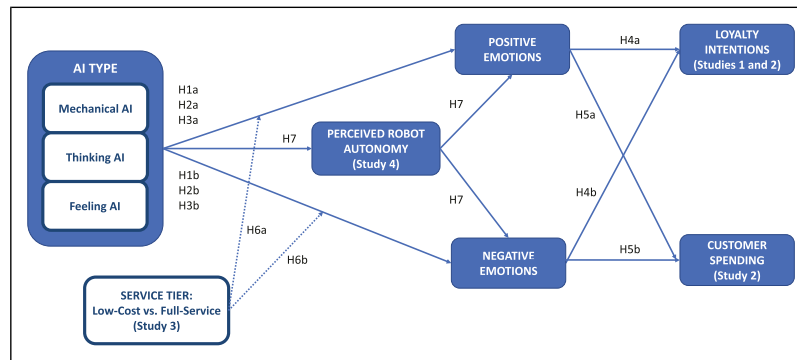 AI TYPE
Mechanical AI
Thinking AI
Feeling AI
H1a
H2a
H3a
H7
H1b
H2b
H3b
H6a
H6b
SERVICE TIER:
Low-Cost vs. Full-Service
(Study 3)
PERCEIVED ROBOT
AUTONOMY
(Study 4)
POSITIVE
EMOTIONS
H7
H7
NEGATIVE
EMOTIONS
H4a
H5a
H4b
H5b
LOYALTY
INTENTIONS
(Studies 1 and 2)
CUSTOMER
SPENDING
(Study 2)